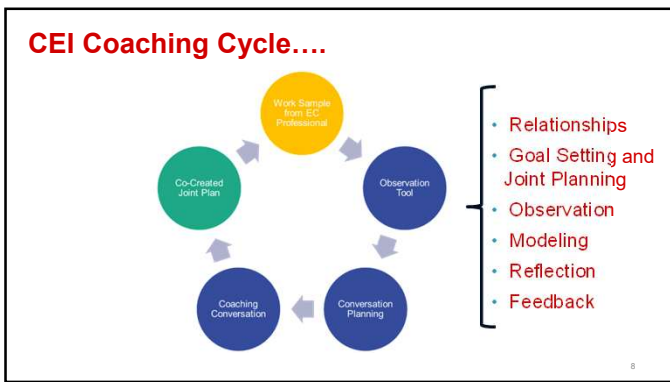 CEI Coaching Cycle....
Work Sample
from EC
Professional
Observation
Tool
Conversation
Planning
Coaching
Conversation
Co-Created
Joint Plan
• Relationships
• Goal Setting and
Joint Planning
• Observation
• Modeling
• Reflection
• Feedback
8